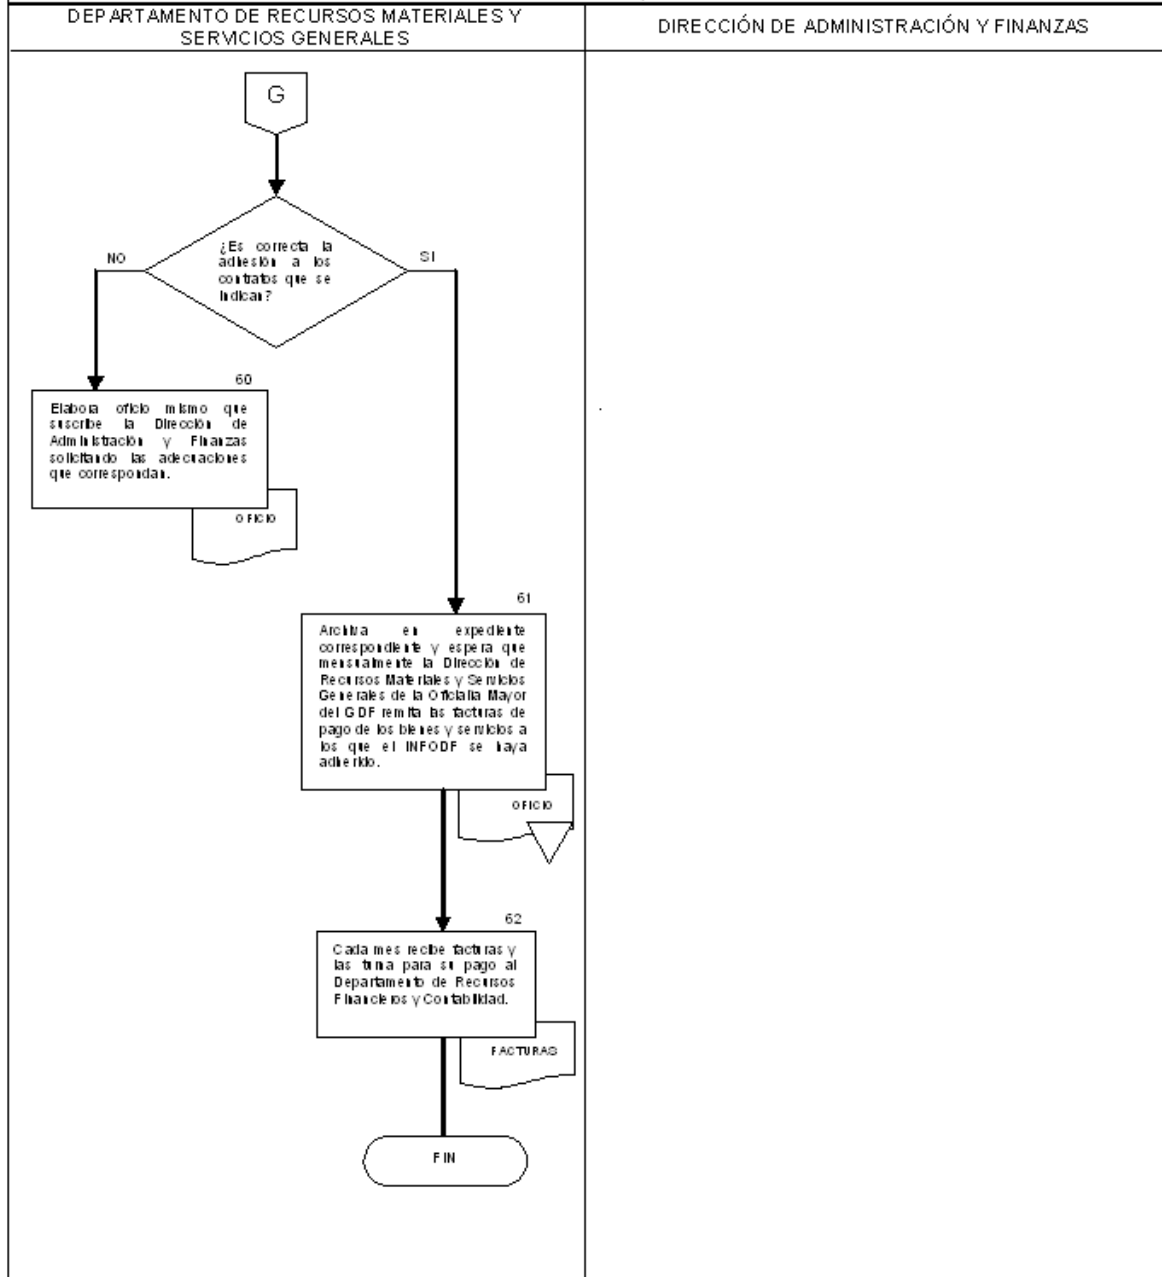 DEPARTAMENTO DE RECURSOS MATERIALES Y
SERVICIOS GENERALES
DIRECCIÓN DE ADMINISTRACIÓN Y FINANZAS
G
¿Es correcta la
adhesión a los
contratos que se
indican?
NO
SI
60
Elabora oficio mismo que
suscribe la Dirección de
Administración y Finanzas
solicitando las adecuaciones
que correspondan.
OFICIO
61
Archiva en expediente
correspondiente y espera que
mensualmente la Dirección de
Recursos Materiales y Servicios
Generales de la Oficialía Mayor
del GDF remita las facturas de
pago de los bienes y servicios a
los que el INFODF se haya
adherido.
OFICIO
62
Cada mes recibe facturas y
las turna para su pago al
Departamento de Recursos
Financieros y Contabilidad.
FACTURAS
FIN